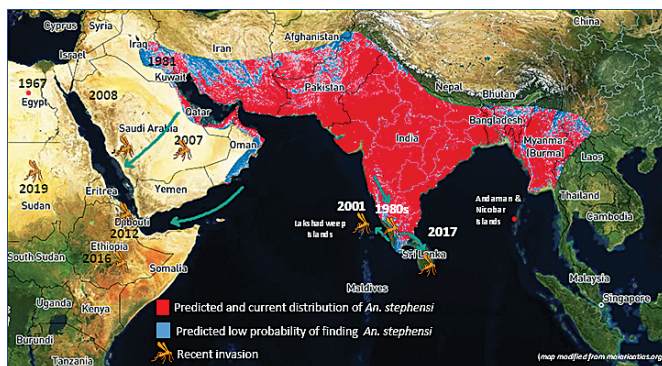 Cyprus
Syria
Afghanistan
China
Iraq
Iran
Israel
1981
Kuwait
1967
Egypt
2008
Pakistan
Nepal
Bhutan
Qatar
Saudi Arabia
2007
Oman
India
Bangladesh
Myanmar
(Burma)
Laos
2019
Sudan
Eritrea
Yemen
Thailand
2001
1980s
Andaman &
Nicobar
Islands
Lakshad weep
Islands
2017
Cambodia
Djibouti
2012
Ethiopia
2016
South Sudan
Sri Lanka
Somalia
Maldives
Malaysia
Singapore
Uganda
Kenya
Burundi
Tanzania
Predicted and current distribution of An. stephensi
Predicted low probability of finding An. stephensi
Recent invasion
(map modified from malariaatlas.org